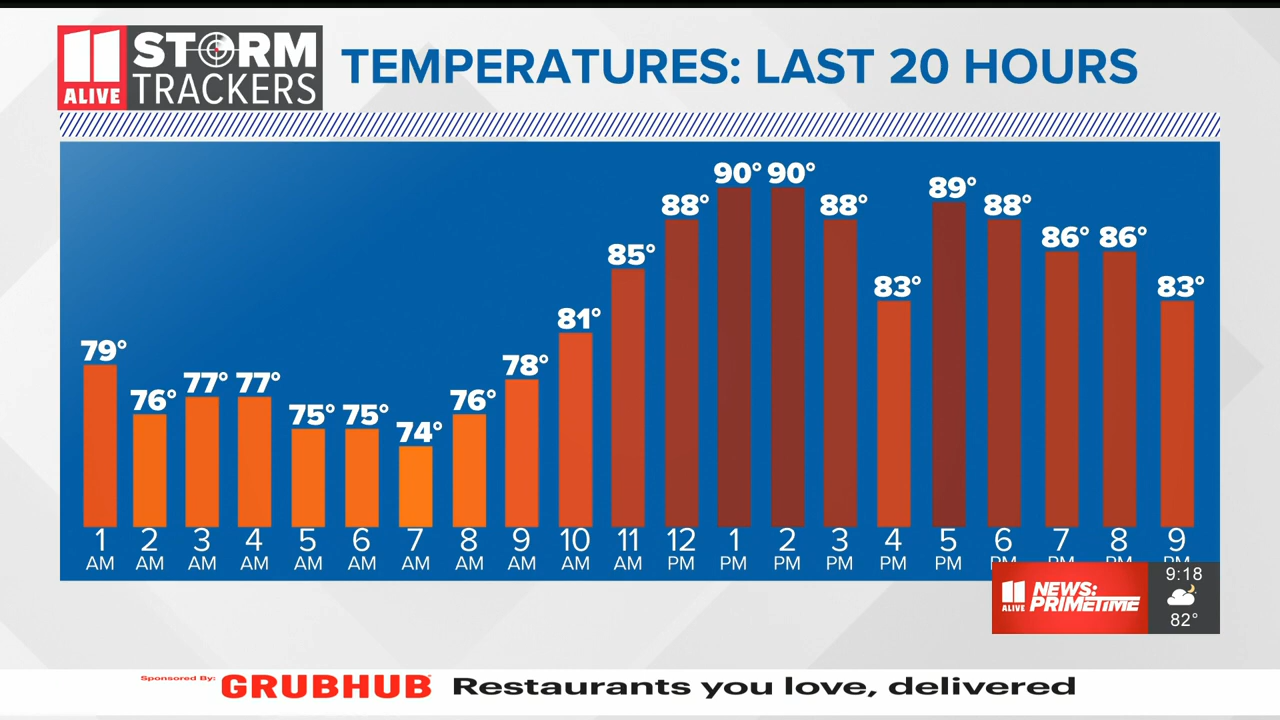 11 ALIVE STORM TRACKERS
TEMPERATURES: LAST 20 HOURS
79° 76° 77° 77° 75° 75° 74° 76° 78° 81° 85° 88° 90° 90° 88° 83° 89° 88° 86° 86° 83°
1 2 3 4 5 6 7 8 9 10 11 12 1 2 3 4 5 6 7 8 9
AM AM AM AM AM AM AM AM AM AM AM PM PM PM PM PM PM PM PM PM PM
11 ALIVE NEWS: PRIMETIME
9:18
82°
Sponsored By: GRUBHUB Restaurants you love, delivered